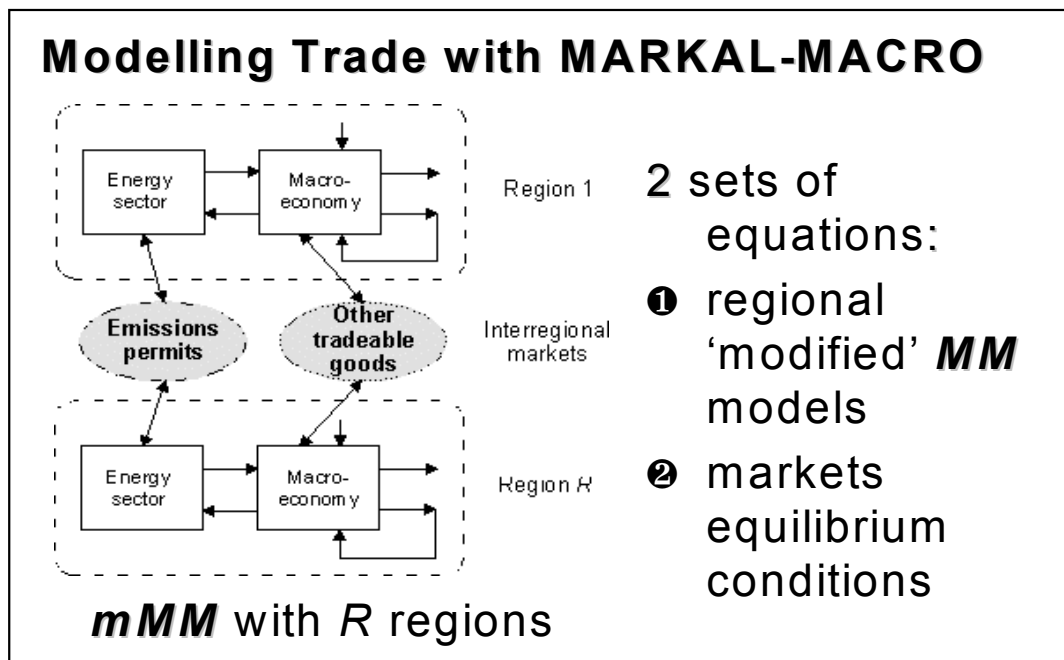 Modelling Trade with MARKAL-MACRO
Energy
sector
Macro-
economy
Region 1
Emissions
permits
Other
tradeable
goods
Interregional
markets
Energy
sector
Macro-
economy
Region R
mMM with R regions
2 sets of
equations:
❶ regional
‘modified’ MM
models
❷ markets
equilibrium
conditions